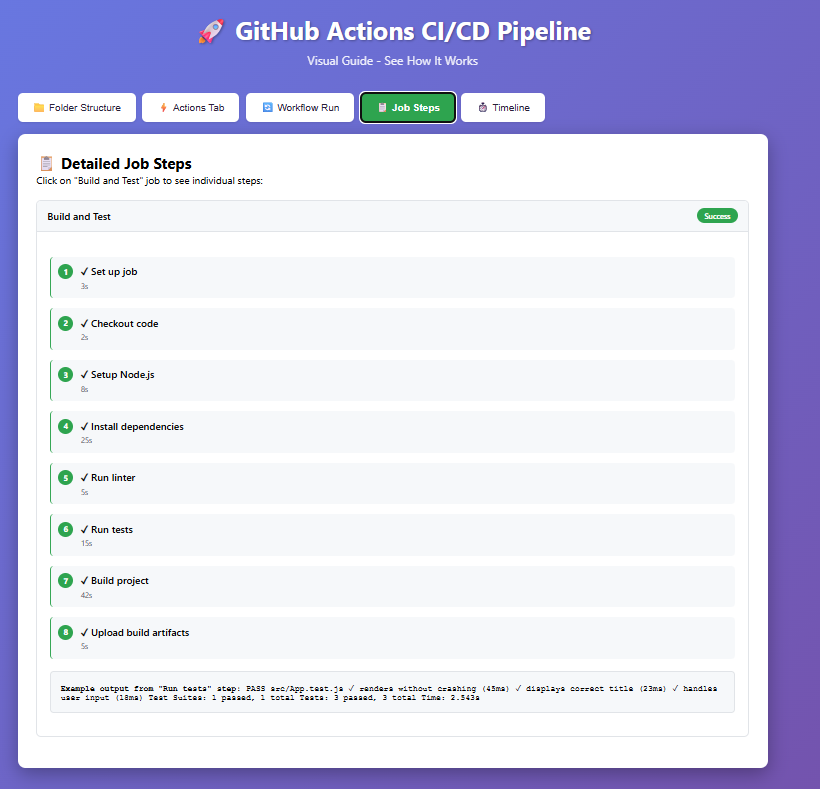 🚀 GitHub Actions CI/CD Pipeline
Visual Guide - See How It Works
📁 Folder Structure
⚡ Actions Tab
🔄 Workflow Run
📋 Job Steps
⏱️ Timeline
📋 Detailed Job Steps
Click on "Build and Test" job to see individual steps:
Build and Test
Success
1 ✓ Set up job
3s
2 ✓ Checkout code
2s
3 ✓ Setup Node.js
8s
4 ✓ Install dependencies
25s
5 ✓ Run linter
5s
6 ✓ Run tests
15s
7 ✓ Build project
42s
8 ✓ Upload build artifacts
5s
Example output from "Run tests" step: PASS src/App.test.js ✓ renders without crashing (45ms) ✓ displays correct title (23ms) ✓ handles
user input (18ms) Test Suites: 1 passed, 1 total Tests: 3 passed, 3 total Time: 2.543s